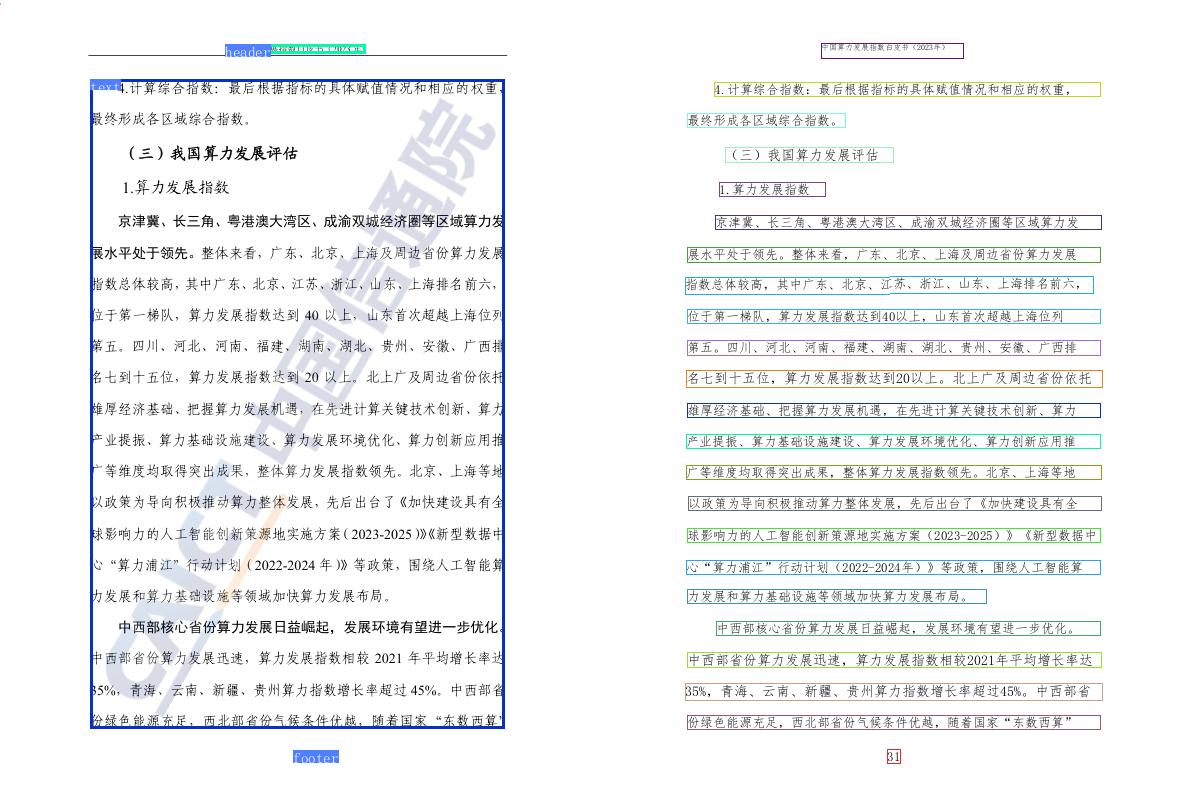 header
text
4.计算综合指数：最后根据指标的具体赋值情况和相应的权重，
最终形成各区域综合指数。
（三）我国算力发展评估
1.算力发展指数
京津冀、长三角、粤港澳大湾区、成渝双城经济圈等区域算力发
展水平处于领先。整体来看，广东、北京、上海及周边省份算力发展
指数总体较高，其中广东、北京、江苏、浙江、山东、上海排名前六，
位于第一梯队，算力发展指数达到 40 以上，山东首次超越上海位列
第五。四川、河北、河南、福建、湖南、湖北、贵州、安徽、广西排
名七到十五位，算力发展指数达到 20 以上。北上广及周边省份依托
雄厚经济基础、把握算力发展机遇，在先进计算关键技术创新、算力
产业提振、算力基础设施建设、算力发展环境优化、算力创新应用推
广等维度均取得突出成果，整体算力发展指数领先。北京、上海等地
以政策为导向积极推动算力整体发展，先后出台了《加快建设具有全
球影响力的人工智能创新策源地实施方案（2023-2025）》《新型数据中
心“算力浦江”行动计划（2022-2024 年）》等政策，围绕人工智能算
力发展和算力基础设施等领域加快算力发展布局。
中西部核心省份算力发展日益崛起，发展环境有望进一步优化。
中西部省份算力发展迅速，算力发展指数相较 2021 年平均增长率达
35%，青海、云南、新疆、贵州算力指数增长率超过 45%。中西部省
份绿色能源充足，西北部省份气候条件优越，随着国家“东数西算”
footer
CAICT 中国信通院
中国算力发展指数白皮书（2023年）
4.计算综合指数：最后根据指标的具体赋值情况和相应的权重，
最终形成各区域综合指数。
（三）我国算力发展评估
1.算力发展指数
京津冀、长三角、粤港澳大湾区、成渝双城经济圈等区域算力发
展水平处于领先。整体来看，广东、北京、上海及周边省份算力发展
指数总体较高，其中广东、北京、江苏、浙江、山东、上海排名前六，
位于第一梯队，算力发展指数达到40以上，山东首次超越上海位列
第五。四川、河北、河南、福建、湖南、湖北、贵州、安徽、广西排
名七到十五位，算力发展指数达到20以上。北上广及周边省份依托
雄厚经济基础、把握算力发展机遇，在先进计算关键技术创新、算力
产业提振、算力基础设施建设、算力发展环境优化、算力创新应用推
广等维度均取得突出成果，整体算力发展指数领先。北京、上海等地
以政策为导向积极推动算力整体发展，先后出台了《加快建设具有全
球影响力的人工智能创新策源地实施方案（2023-2025）》《新型数据中
心“算力浦江”行动计划（2022-2024年）》等政策，围绕人工智能算
力发展和算力基础设施等领域加快算力发展布局。
中西部核心省份算力发展日益崛起，发展环境有望进一步优化。
中西部省份算力发展迅速，算力发展指数相较2021年平均增长率达
35%，青海、云南、新疆、贵州算力指数增长率超过45%。中西部省
份绿色能源充足，西北部省份气候条件优越，随着国家“东数西算”
31